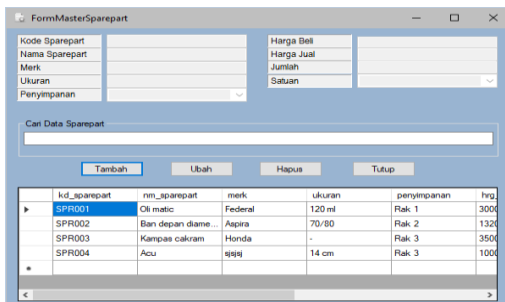 FormMasterSparepart
Kode Sparepart
Nama Sparepart
Merk
Ukuran
Penyimpanan
Harga Beli
Harga Jual
Jumlah
Satuan
Cari Data Sparepart
Tambah Ubah Hapus Tutup
kd_sparepart nm_sparepart merk ukuran penyimpanan hrg_
SPR001 Oli matic Federal 120 ml Rak 1 3000
SPR002 Ban depan diame... Aspira 70/80 Rak 2 1320
SPR003 Kampas cakram Honda - Rak 3 3500
SPR004 Acu sjsjsj 14 cm Rak 3 1000